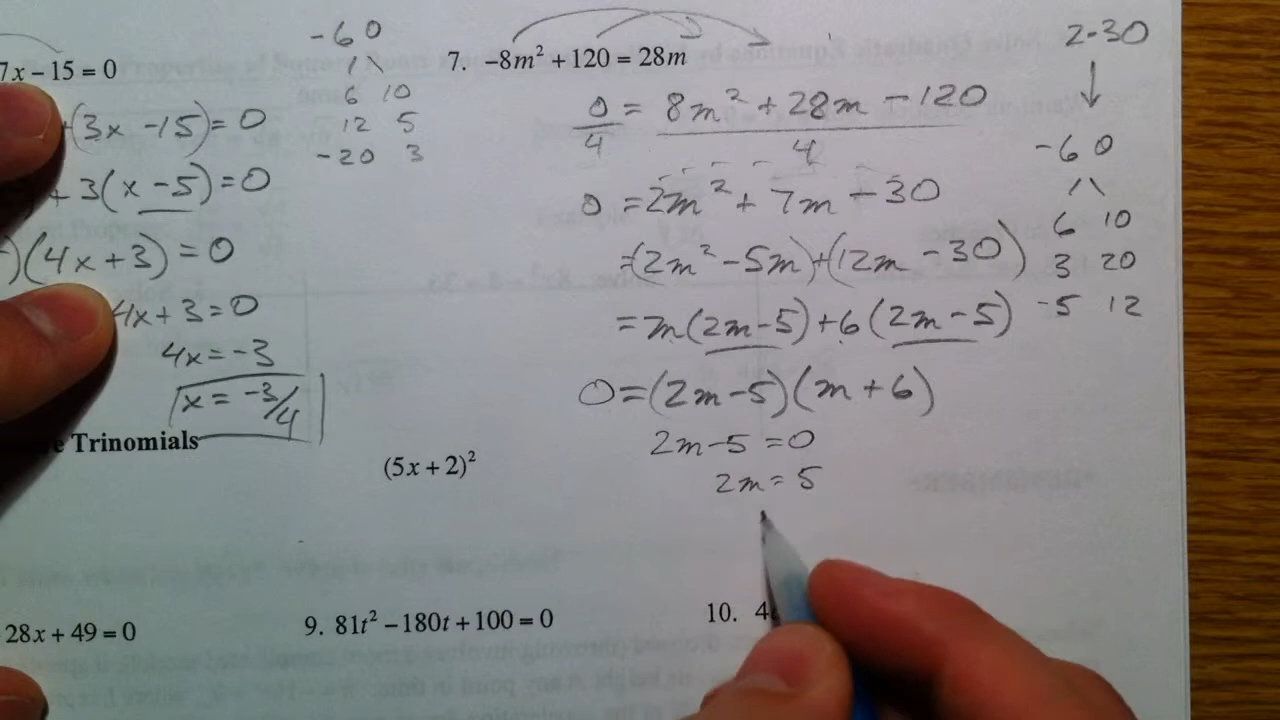 7x − 15 = 0
(3x − 15) = 0
+ 3(x − 5) = 0
)(4x + 3) = 0
4x + 3 = 0
4x = −3
x = −3/4
−60
6 10
12 5
−20 3
7. −8m² + 120 = 28m
0/4 = 8m² + 28m − 120 / 4
0 = 2m² + 7m − 30
= (2m² − 5m) + (12m − 30)
= m(2m − 5) + 6(2m − 5)
0 = (2m − 5)(m + 6)
2m − 5 = 0
2m = 5
2·−30
−60
6 10
3 20
−5 12
Trinomials
(5x + 2)²
28x + 49 = 0
9. 81t² − 180t + 100 = 0
10. 4